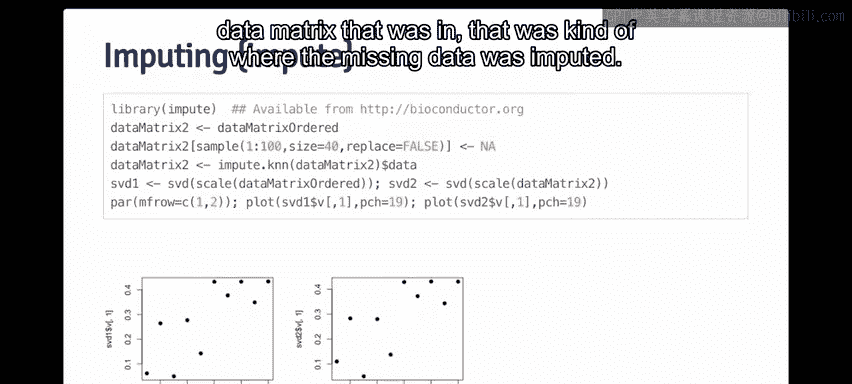 data matrix that was in, that was kind of
where the missing data was imputed.
Imputing {impute}
library(impute)  ## Available from http://bioconductor.org
dataMatrix2 <- dataMatrixOrdered
dataMatrix2[sample(1:100,size=40,replace=FALSE)] <- NA
dataMatrix2 <- impute.knn(dataMatrix2)$data
svd1 <- svd(scale(dataMatrixOrdered)); svd2 <- svd(scale(dataMatrix2))
par(mfrow=c(1,2)); plot(svd1$v[,1],pch=19); plot(svd2$v[,1],pch=19)
svd1$v[, 1]
0.4
0.3
0.2
0.1
svd2$v[, 1]
0.4
0.3
0.2
0.1